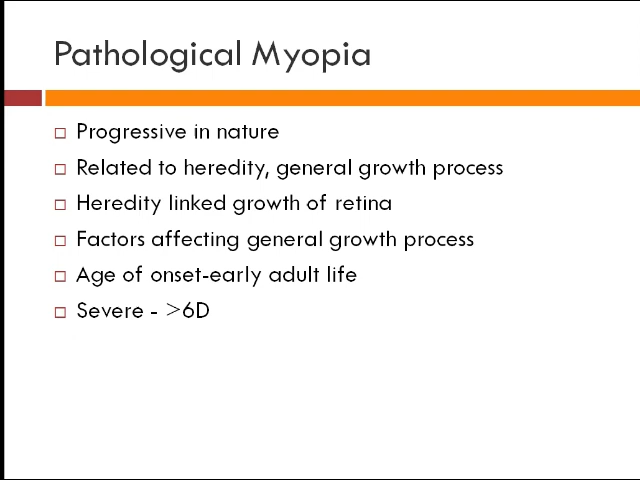 Pathological Myopia
Progressive in nature
Related to heredity, general growth process
Heredity linked growth of retina
Factors affecting general growth process
Age of onset-early adult life
Severe - >6D